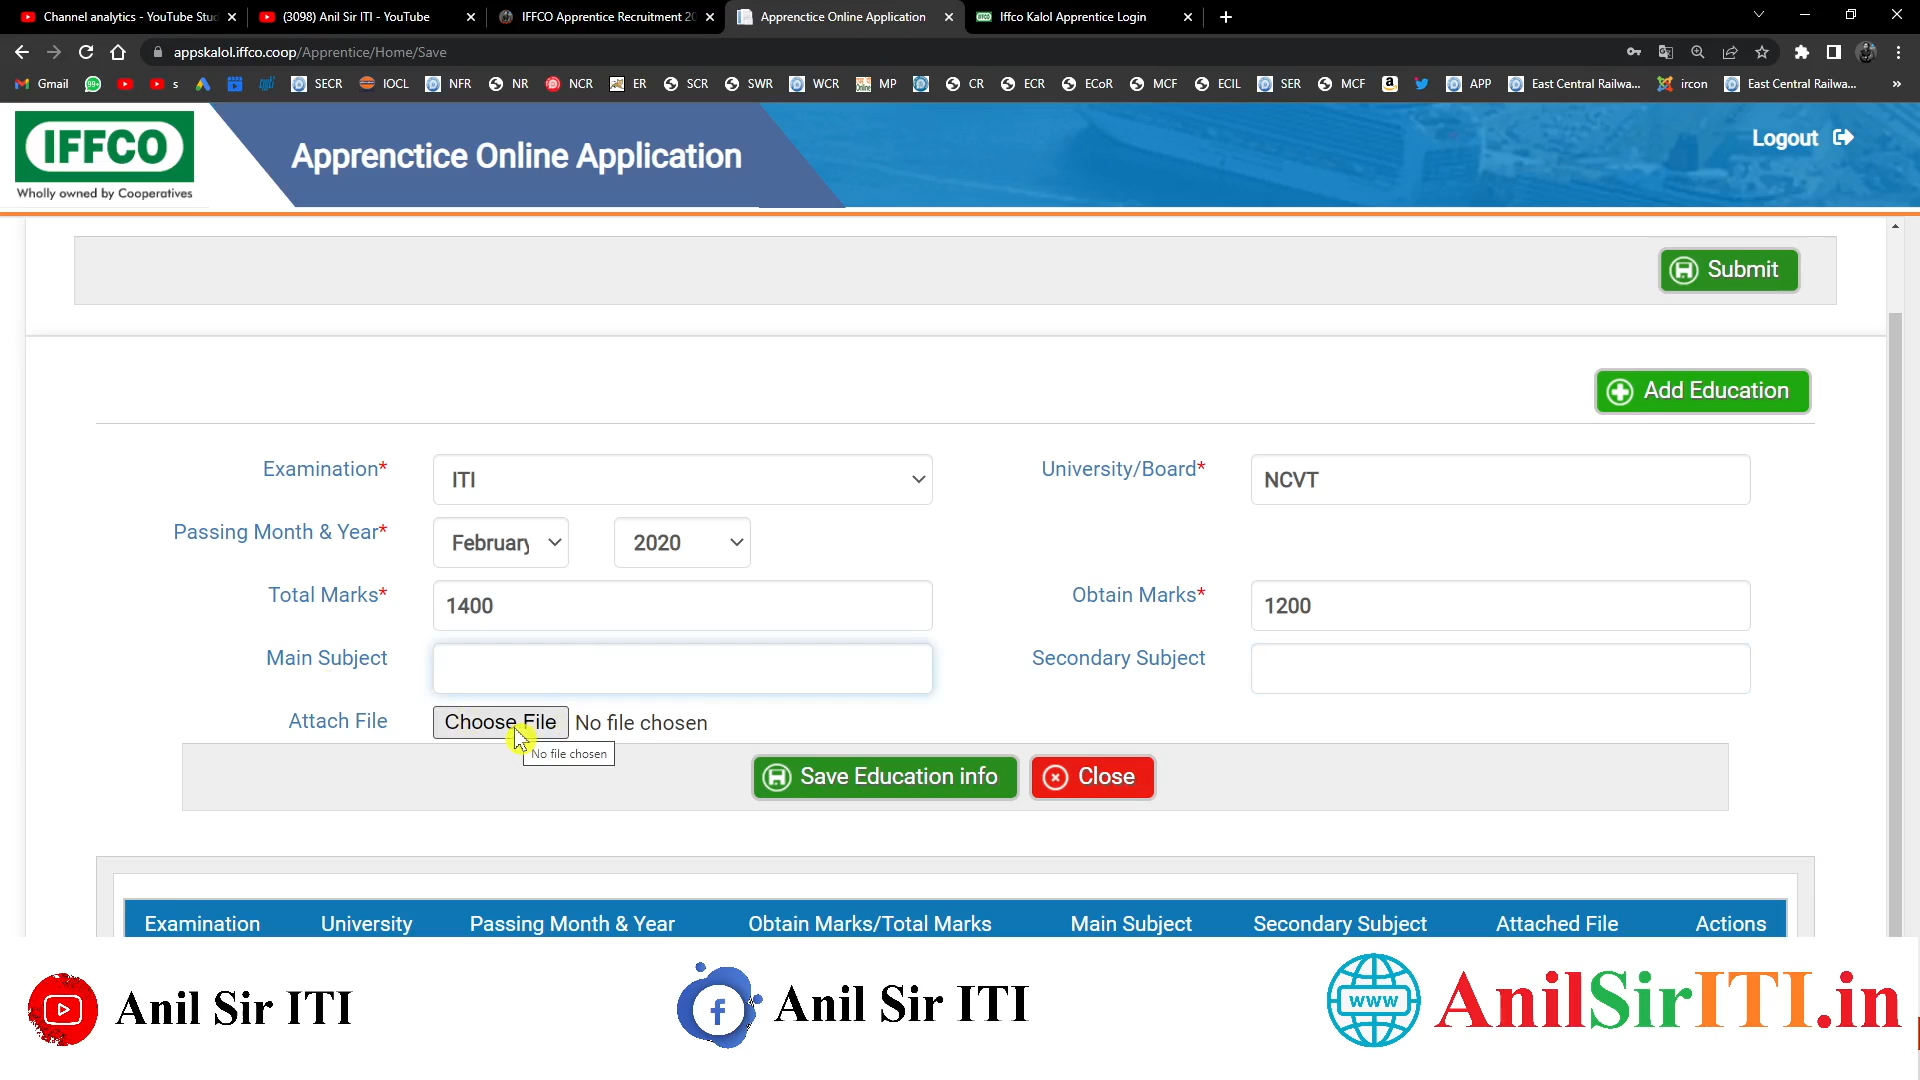 Channel analytics - YouTube Stu
(3098) Anil Sir ITI - YouTube
IFFCO Apprentice Recruitment 20
Apprenctice Online Application
Iffco Kalol Apprentice Login
appskalol.iffco.coop/Apprentice/Home/Save
Gmail
99+
s
SECR
IOCL
NFR
NR
NCR
ER
SCR
SWR
WCR
MP
CR
ECR
ECoR
MCF
ECIL
SER
MCF
APP
East Central Railwa...
ircon
East Central Railwa...
»
IFFCO
Wholly owned by Cooperatives
Apprenctice Online Application
Logout
Submit
Add Education
Examination*
ITI
University/Board*
NCVT
Passing Month & Year*
February
2020
Total Marks*
1400
Obtain Marks*
1200
Main Subject
Secondary Subject
Attach File
Choose File
No file chosen
No file chosen
Save Education info
Close
Examination
University
Passing Month & Year
Obtain Marks/Total Marks
Main Subject
Secondary Subject
Attached File
Actions
Anil Sir ITI
f
Anil Sir ITI
www
AnilSirITI.in